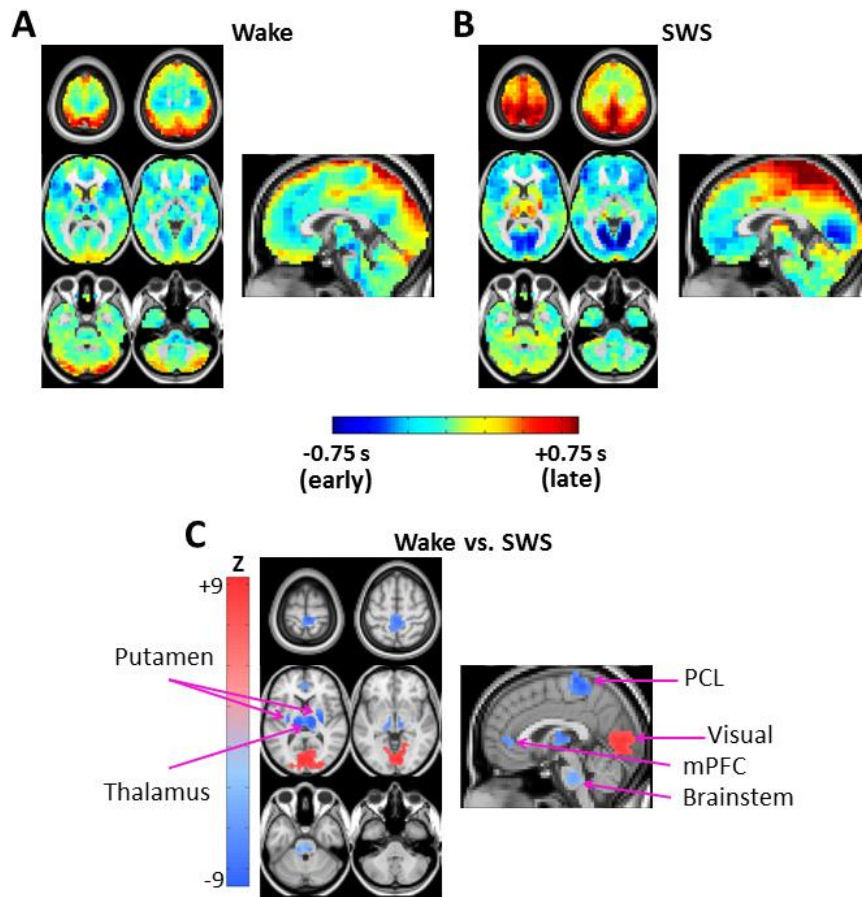 A
Wake
B
SWS
-0.75 s
(early)
+0.75 s
(late)
C
Wake vs. SWS
Z
+9
Putamen
Thalamus
-9
PCL
Visual
mPFC
Brainstem